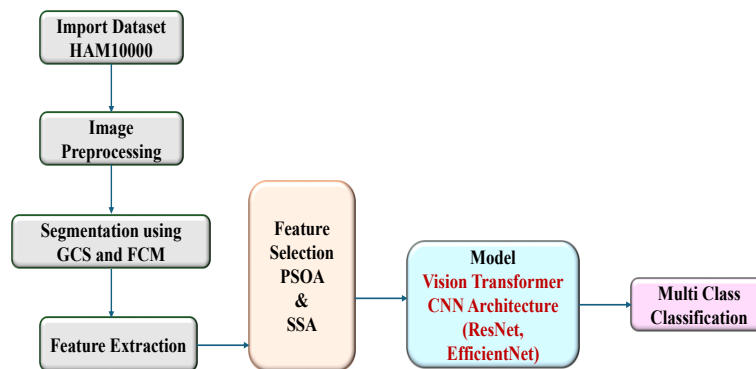 Import Dataset
HAM10000
Image
Preprocessing
Segmentation using
GCS and FCM
Feature Extraction
Feature
Selection
PSOA
&
SSA
Model
Vision Transformer
CNN Architecture
(ResNet,
EfficientNet)
Multi Class
Classification